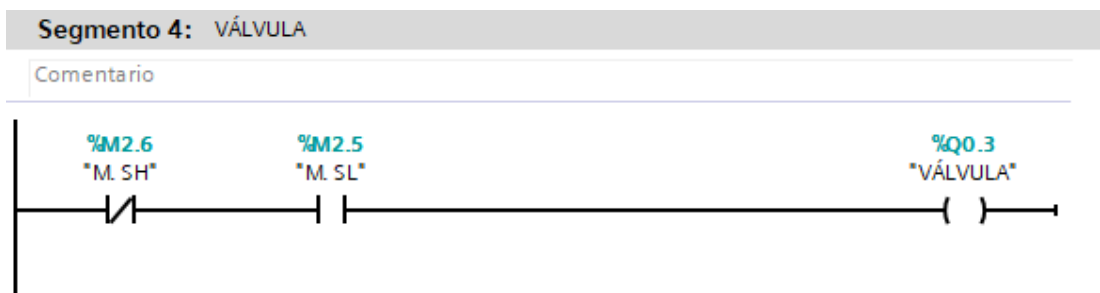 Segmento 4: VÁLVULA
Comentario
%M2.6 %M2.5 %Q0.3
"M. SH" "M. SL" "VÁLVULA"